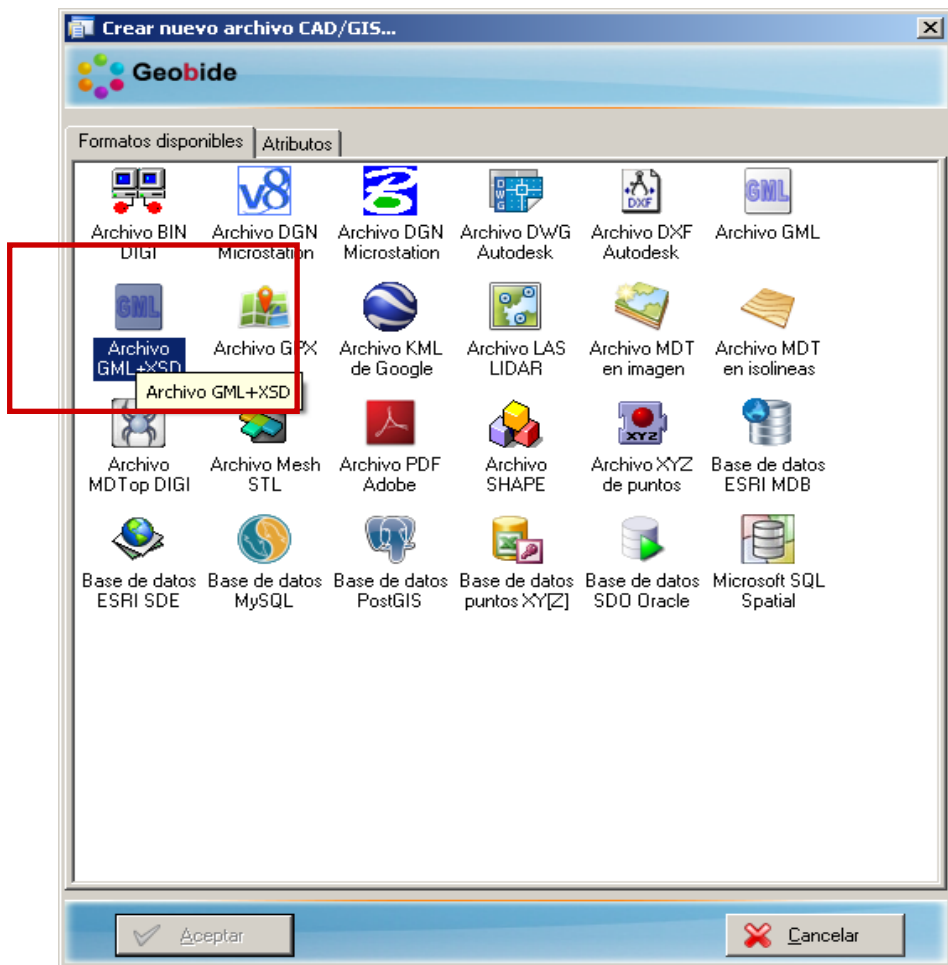 Crear nuevo archivo CAD/GIS...
Geobide
Formatos disponibles Atributos
v8 DWG DXF GML
Archivo BIN Archivo DGN Archivo DGN Archivo DWG Archivo DXF Archivo GML
DIGI Microstation Microstation Autodesk Autodesk
GML
Archivo Archivo GPX Archivo KML Archivo LAS Archivo MDT Archivo MDT
GML+XSD de Google LIDAR en imagen en isolineas
Archivo GML+XSD
XYZ
Archivo Archivo Mesh Archivo PDF Archivo Archivo XYZ Base de datos
MDTop DIGI STL Adobe SHAPE de puntos ESRI MDB
Base de datos Base de datos Base de datos Base de datos Base de datos Microsoft SQL
ESRI SDE MySQL PostGIS puntos XY[Z] SDO Oracle Spatial
Aceptar Cancelar